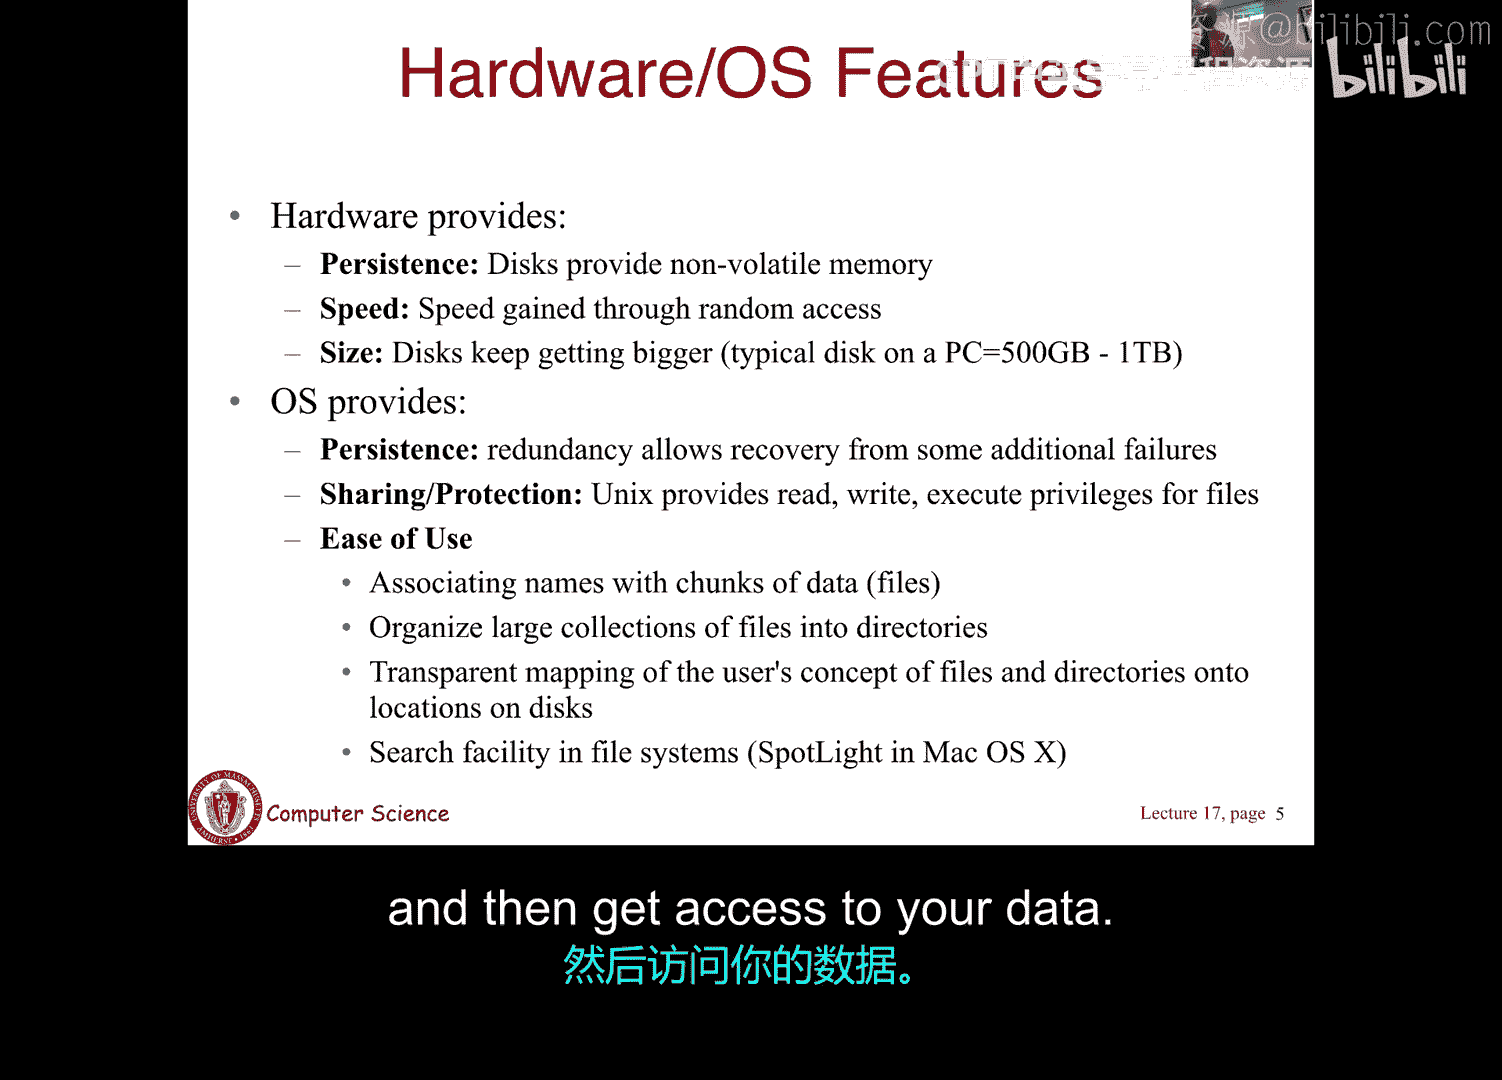 Hardware/OS Features
@bilibili.com
bilibili
• Hardware provides:
– Persistence: Disks provide non-volatile memory
– Speed: Speed gained through random access
– Size: Disks keep getting bigger (typical disk on a PC=500GB - 1TB)
• OS provides:
– Persistence: redundancy allows recovery from some additional failures
– Sharing/Protection: Unix provides read, write, execute privileges for files
– Ease of Use
• Associating names with chunks of data (files)
• Organize large collections of files into directories
• Transparent mapping of the user's concept of files and directories onto
locations on disks
• Search facility in file systems (SpotLight in Mac OS X)
UNIVERSITY OF MASSACHUSETTS
AMHERST • 1863
Computer Science
Lecture 17, page 5
and then get access to your data.
然后访问你的数据。